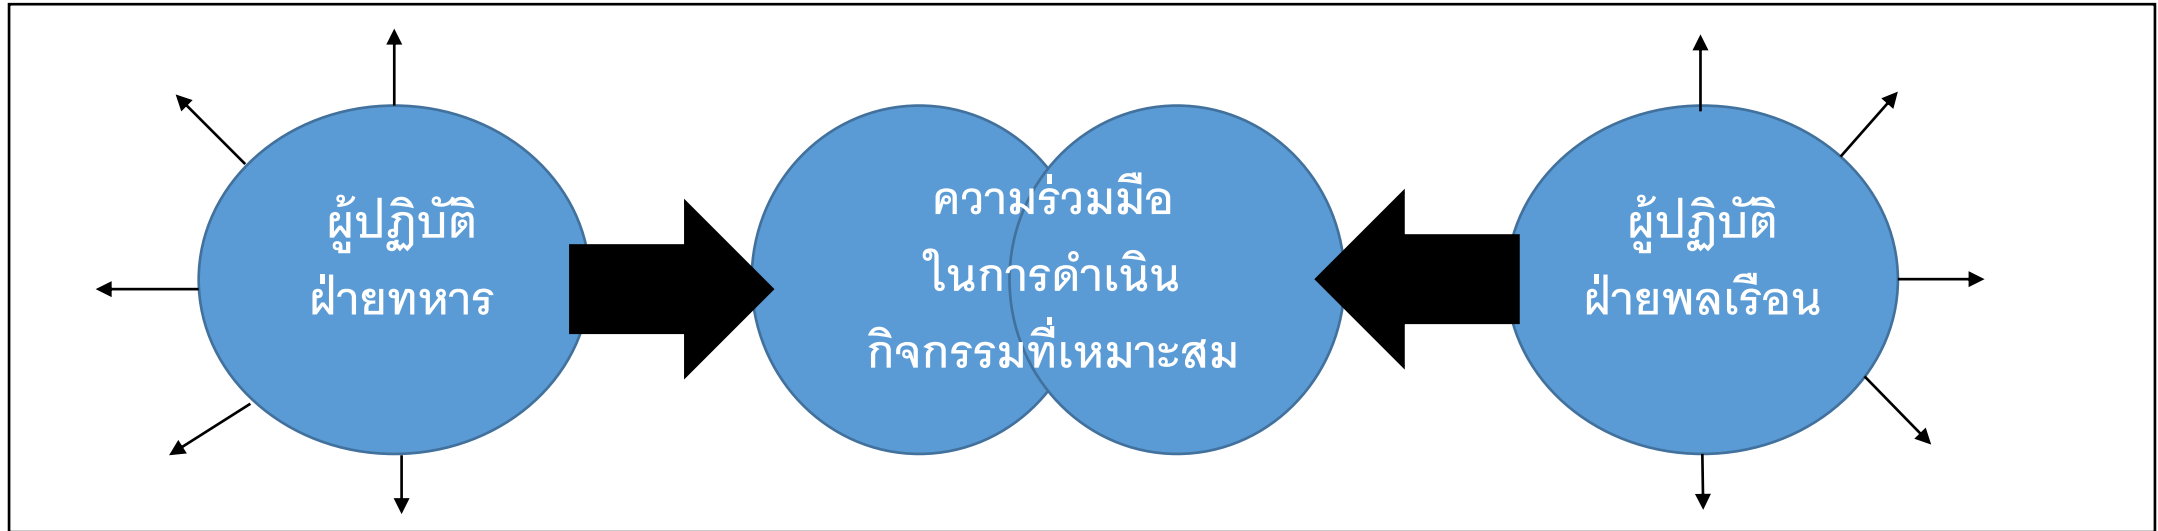 ผู้ปฏิบัติ
ฝ่ายทหาร
ความร่วมมือ
ในการดำเนิน
กิจกรรมที่เหมาะสม
ผู้ปฏิบัติ
ฝ่ายพลเรือน